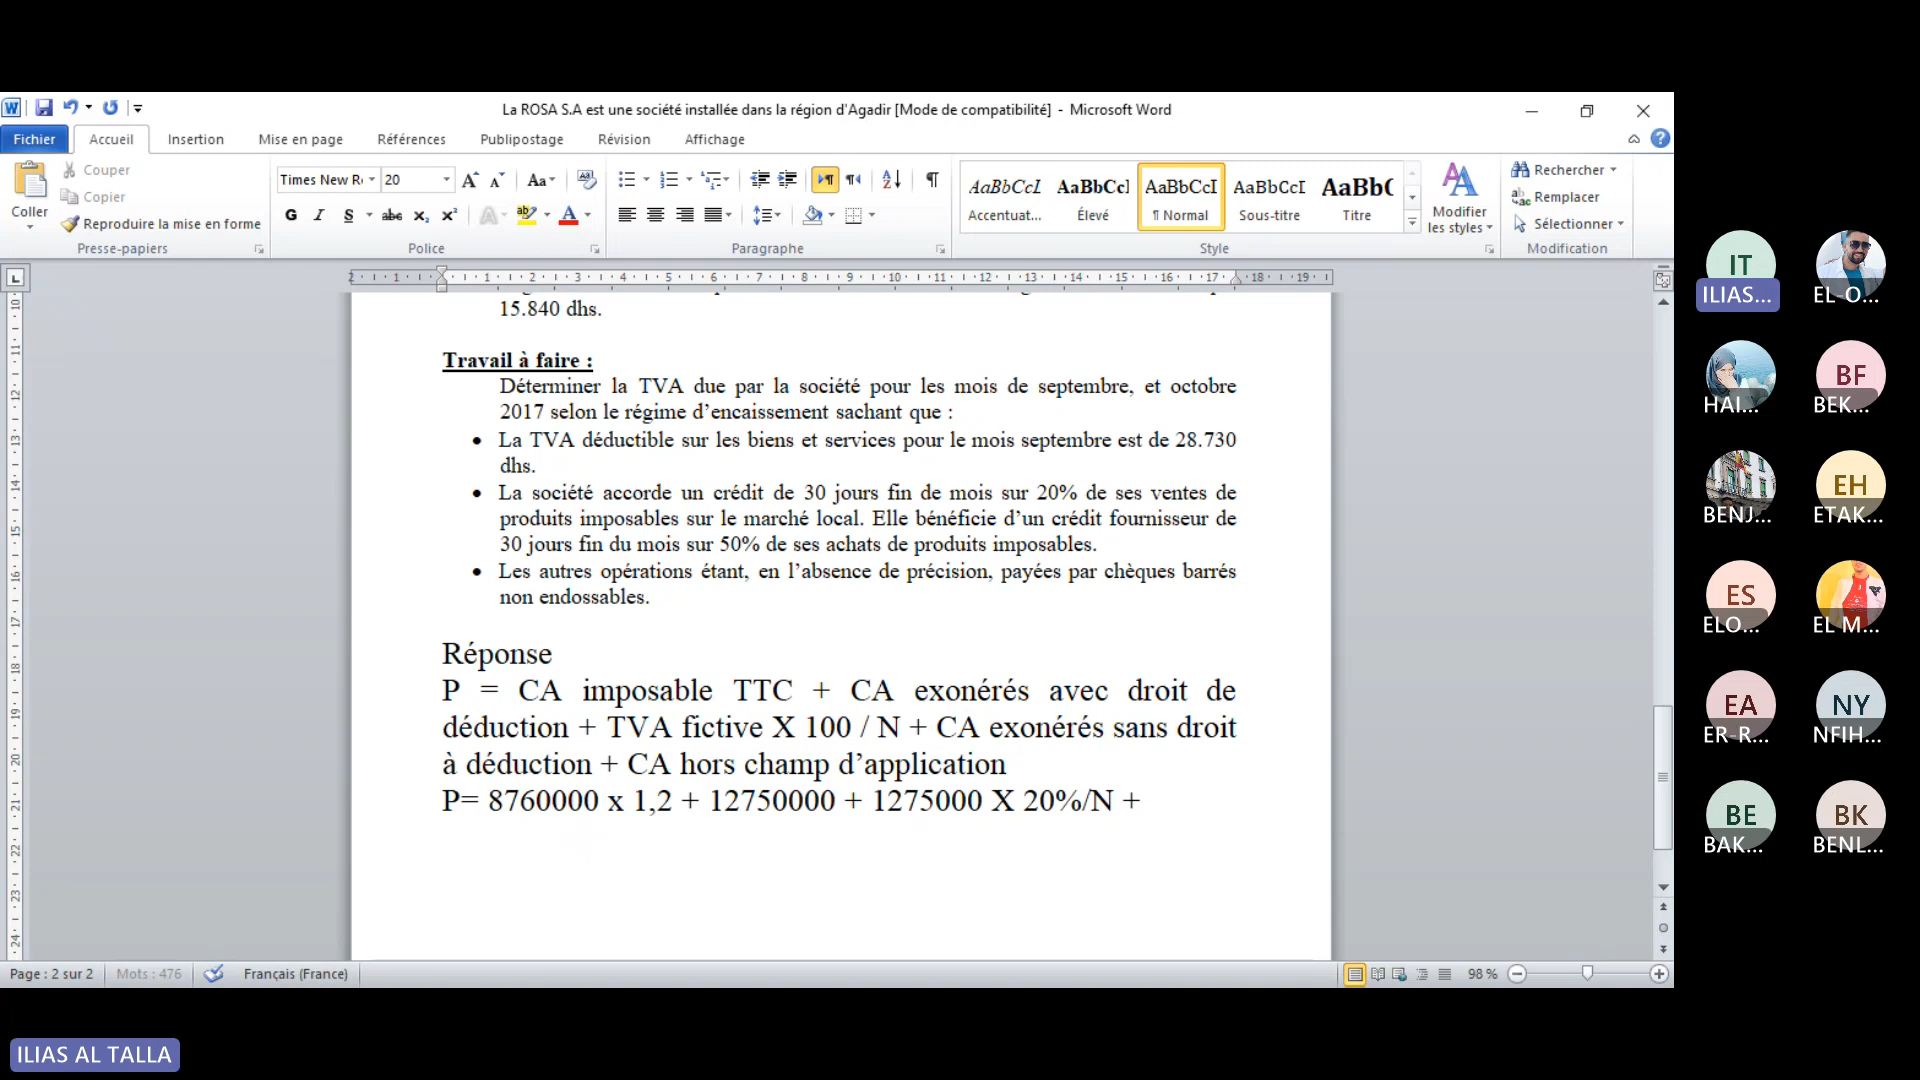 La ROSA S.A est une société installée dans la région d'Agadir [Mode de compatibilité] - Microsoft Word
Fichier Accueil Insertion Mise en page Références Publipostage Révision Affichage
Coller
Couper
Copier
Reproduire la mise en forme
Presse-papiers
Times New R 20
Police
Paragraphe
AaBbCcI Accentuat...
AaBbCcI Élevé
AaBbCcI ¶ Normal
AaBbCcI Sous-titre
AaBbC Titre
Modifier les styles
Style
Rechercher
Remplacer
Sélectionner
Modification
15.840 dhs.
Travail à faire :
Déterminer la TVA due par la société pour les mois de septembre, et octobre
2017 selon le régime d’encaissement sachant que :
• La TVA déductible sur les biens et services pour le mois septembre est de 28.730
dhs.
• La société accorde un crédit de 30 jours fin de mois sur 20% de ses ventes de
produits imposables sur le marché local. Elle bénéficie d’un crédit fournisseur de
30 jours fin du mois sur 50% de ses achats de produits imposables.
• Les autres opérations étant, en l’absence de précision, payées par chèques barrés
non endossables.
Réponse
P = CA imposable TTC + CA exonérés avec droit de
déduction + TVA fictive X 100 / N + CA exonérés sans droit
à déduction + CA hors champ d’application
P= 8760000 x 1,2 + 12750000 + 1275000 X 20%/N +
Page : 2 sur 2 Mots : 476 Français (France) 98 %
IT ILIAS...
EL-O...
HAI...
BF BEK...
BENJ...
EH ETAK...
ES ELO...
EL M...
EA ER-R...
NY NFIH...
BE BAK...
BK BENL...
ILIAS AL TALLA